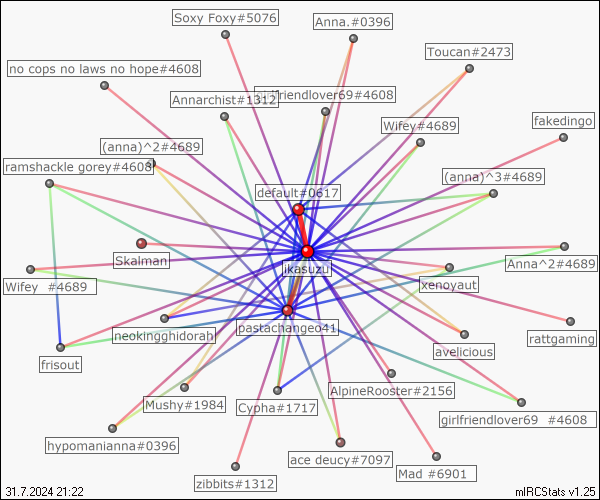 Soxy Foxy#5076
Anna.#0396
Toucan#2473
no cops no laws no hope#4608
Annarchist#1312
friendlover69#4608
Wifey#4689
fakedingo
(anna)^2#4689
ramshackle gorey#4608
(anna)^3#4689
default#0617
Skalman
ikasuzu
Anna^2#4689
Wifey #4689
xenoyaut
pastachangeo41
neokingghidorah
rattgaming
avelicious
frisout
AlpineRooster#2156
Mushy#1984
Cypha#1717
girlfriendlover69 #4608
hypomanianna#0396
ace deucy#7097
Mad #6901
zibbits#1312
31.7.2024 21:22
mIRCStats v1.25